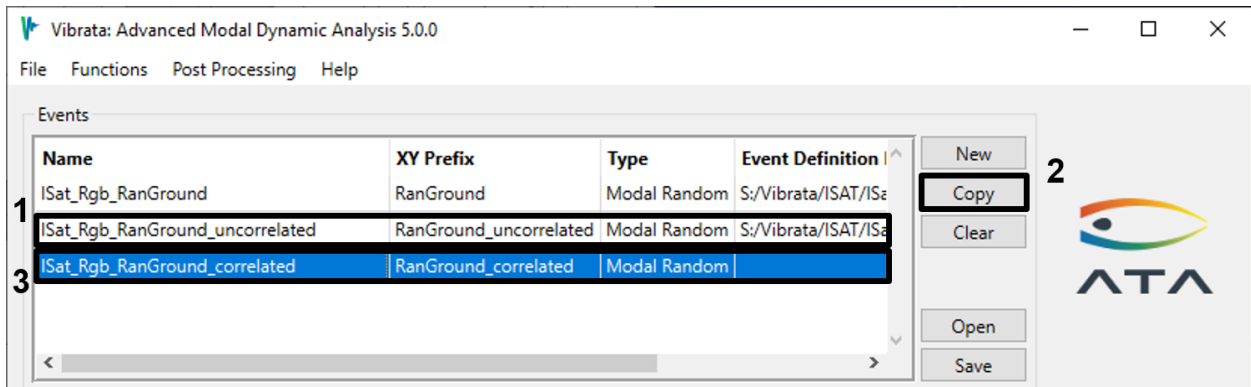 Vibrata: Advanced Modal Dynamic Analysis 5.0.0
File Functions Post Processing Help
Events
Name XY Prefix Type Event Definition
New
ISat_Rgb_RanGround RanGround Modal Random S:/Vibrata/ISAT/ISa
Copy
2
1
ISat_Rgb_RanGround_uncorrelated RanGround_uncorrelated Modal Random S:/Vibrata/ISAT/ISa
Clear
3
ISat_Rgb_RanGround_correlated RanGround_correlated Modal Random
ATA
Open
Save